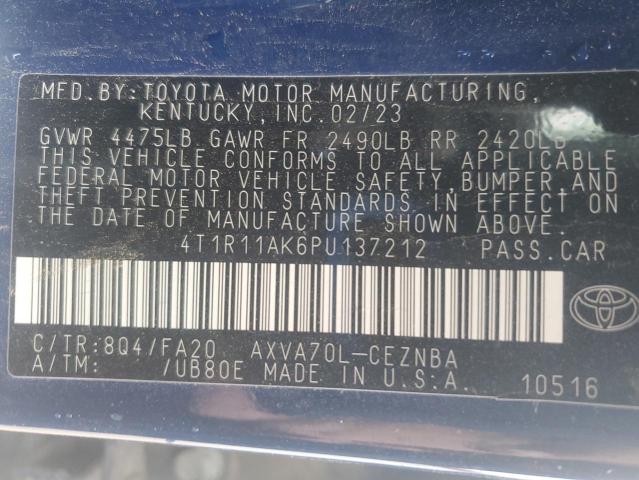 MFD.BY:TOYOTA MOTOR MANUFACTURING,
KENTUCKY,INC.02/23
GVWR 4475LB GAWR FR 2490LB RR 2420LB
THIS VEHICLE CONFORMS TO ALL APPLICABLE
FEDERAL MOTOR VEHICLE SAFETY,BUMPER,AND
THEFT PREVENTION STANDARDS IN EFFECT ON
THE DATE OF MANUFACTURE SHOWN ABOVE.
4T1R11AK6PU137212 PASS.CAR
C/TR:8Q4/FA20 AXVA70L-CEZNBA
A/TM: /UB80E MADE IN U.S.A. 10516